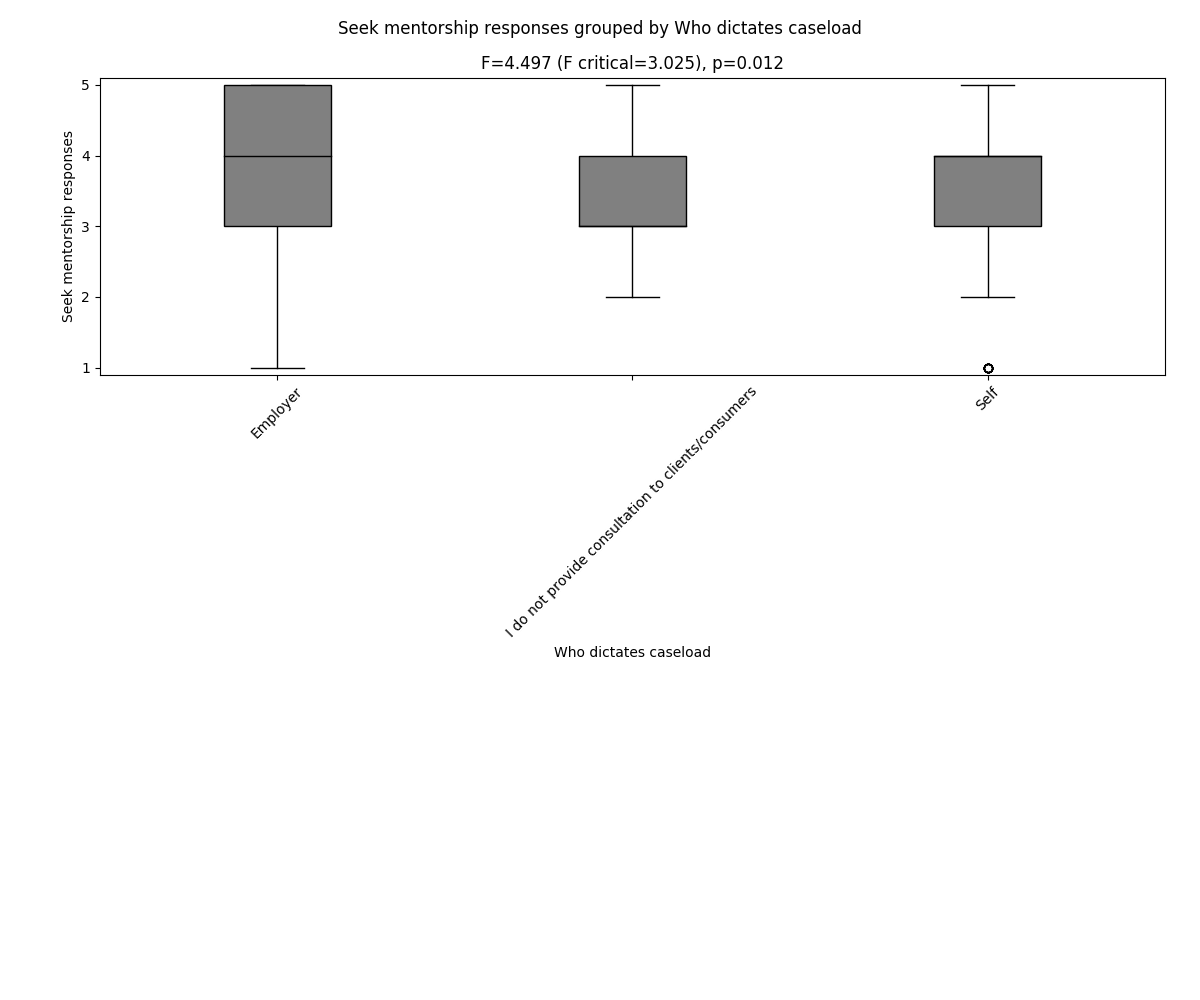 Seek mentorship responses grouped by Who dictates caseload
F=4.497 (F critical=3.025), p=0.012
Seek mentorship responses
5
4
3
2
1
Employer
I do not provide consultation to clients/consumers
Self
Who dictates caseload